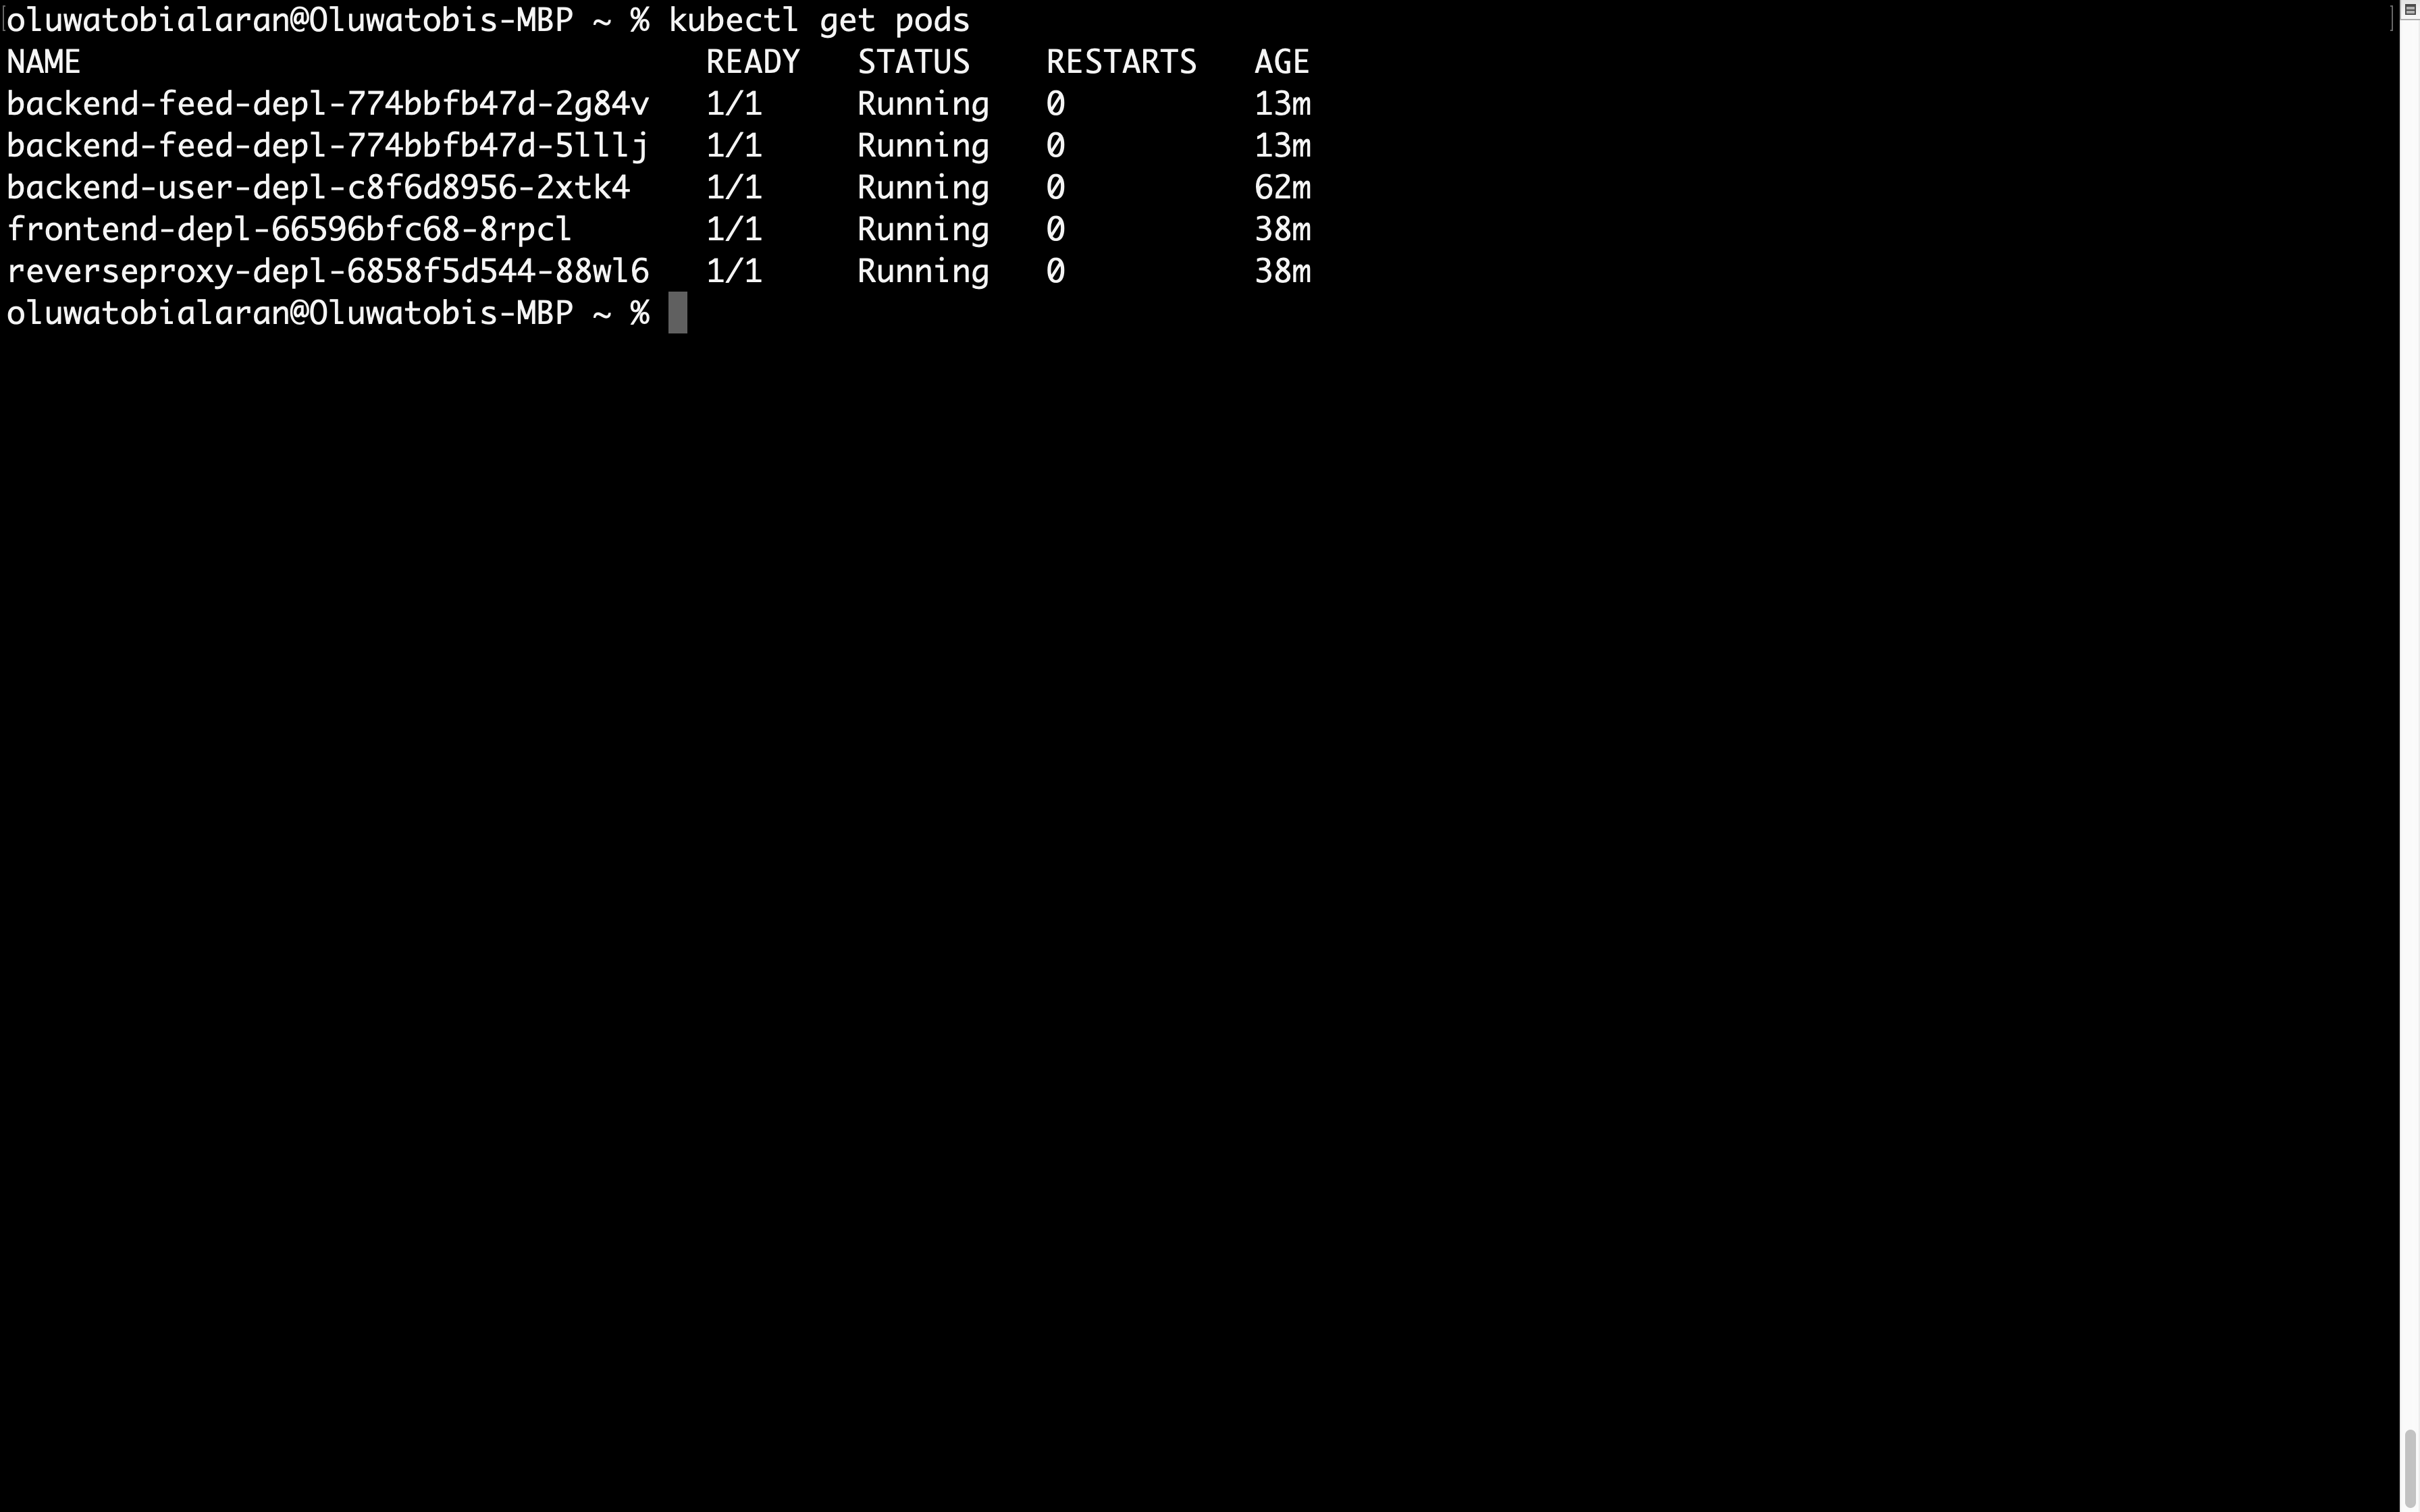 oluwatobialaran@Oluwatobis-MBP ~ % kubectl get pods
NAME READY STATUS RESTARTS AGE
backend-feed-depl-774bbfb47d-2g84v 1/1 Running 0 13m
backend-feed-depl-774bbfb47d-5lllj 1/1 Running 0 13m
backend-user-depl-c8f6d8956-2xtk4 1/1 Running 0 62m
frontend-depl-66596bfc68-8rpcl 1/1 Running 0 38m
reverseproxy-depl-6858f5d544-88wl6 1/1 Running 0 38m
oluwatobialaran@Oluwatobis-MBP ~ %